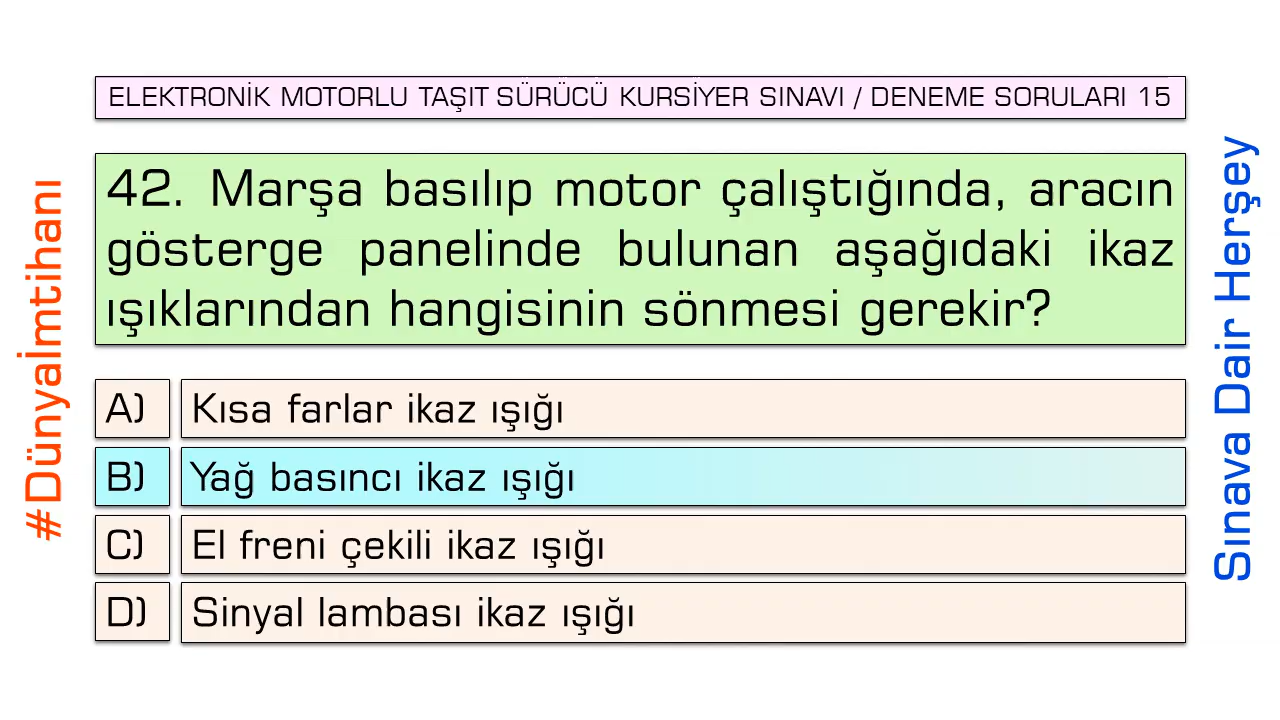 ELEKTRONİK MOTORLU TAŞIT SÜRÜCÜ KURSİYER SINAVI / DENEME SORULARI 15
#Dünyaİmtihanı
42. Marşa basılıp motor çalıştığında, aracın
gösterge panelinde bulunan aşağıdaki ikaz
ışıklarından hangisinin sönmesi gerekir?
A) Kısa farlar ikaz ışığı
B) Yağ basıncı ikaz ışığı
C) El freni çekili ikaz ışığı
D) Sinyal lambası ikaz ışığı
Sınava Dair Herşey